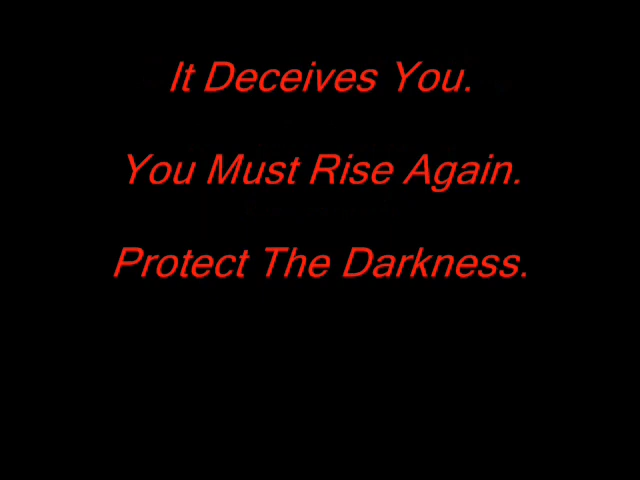 It Deceives You.
You Must Rise Again.
Protect The Darkness.